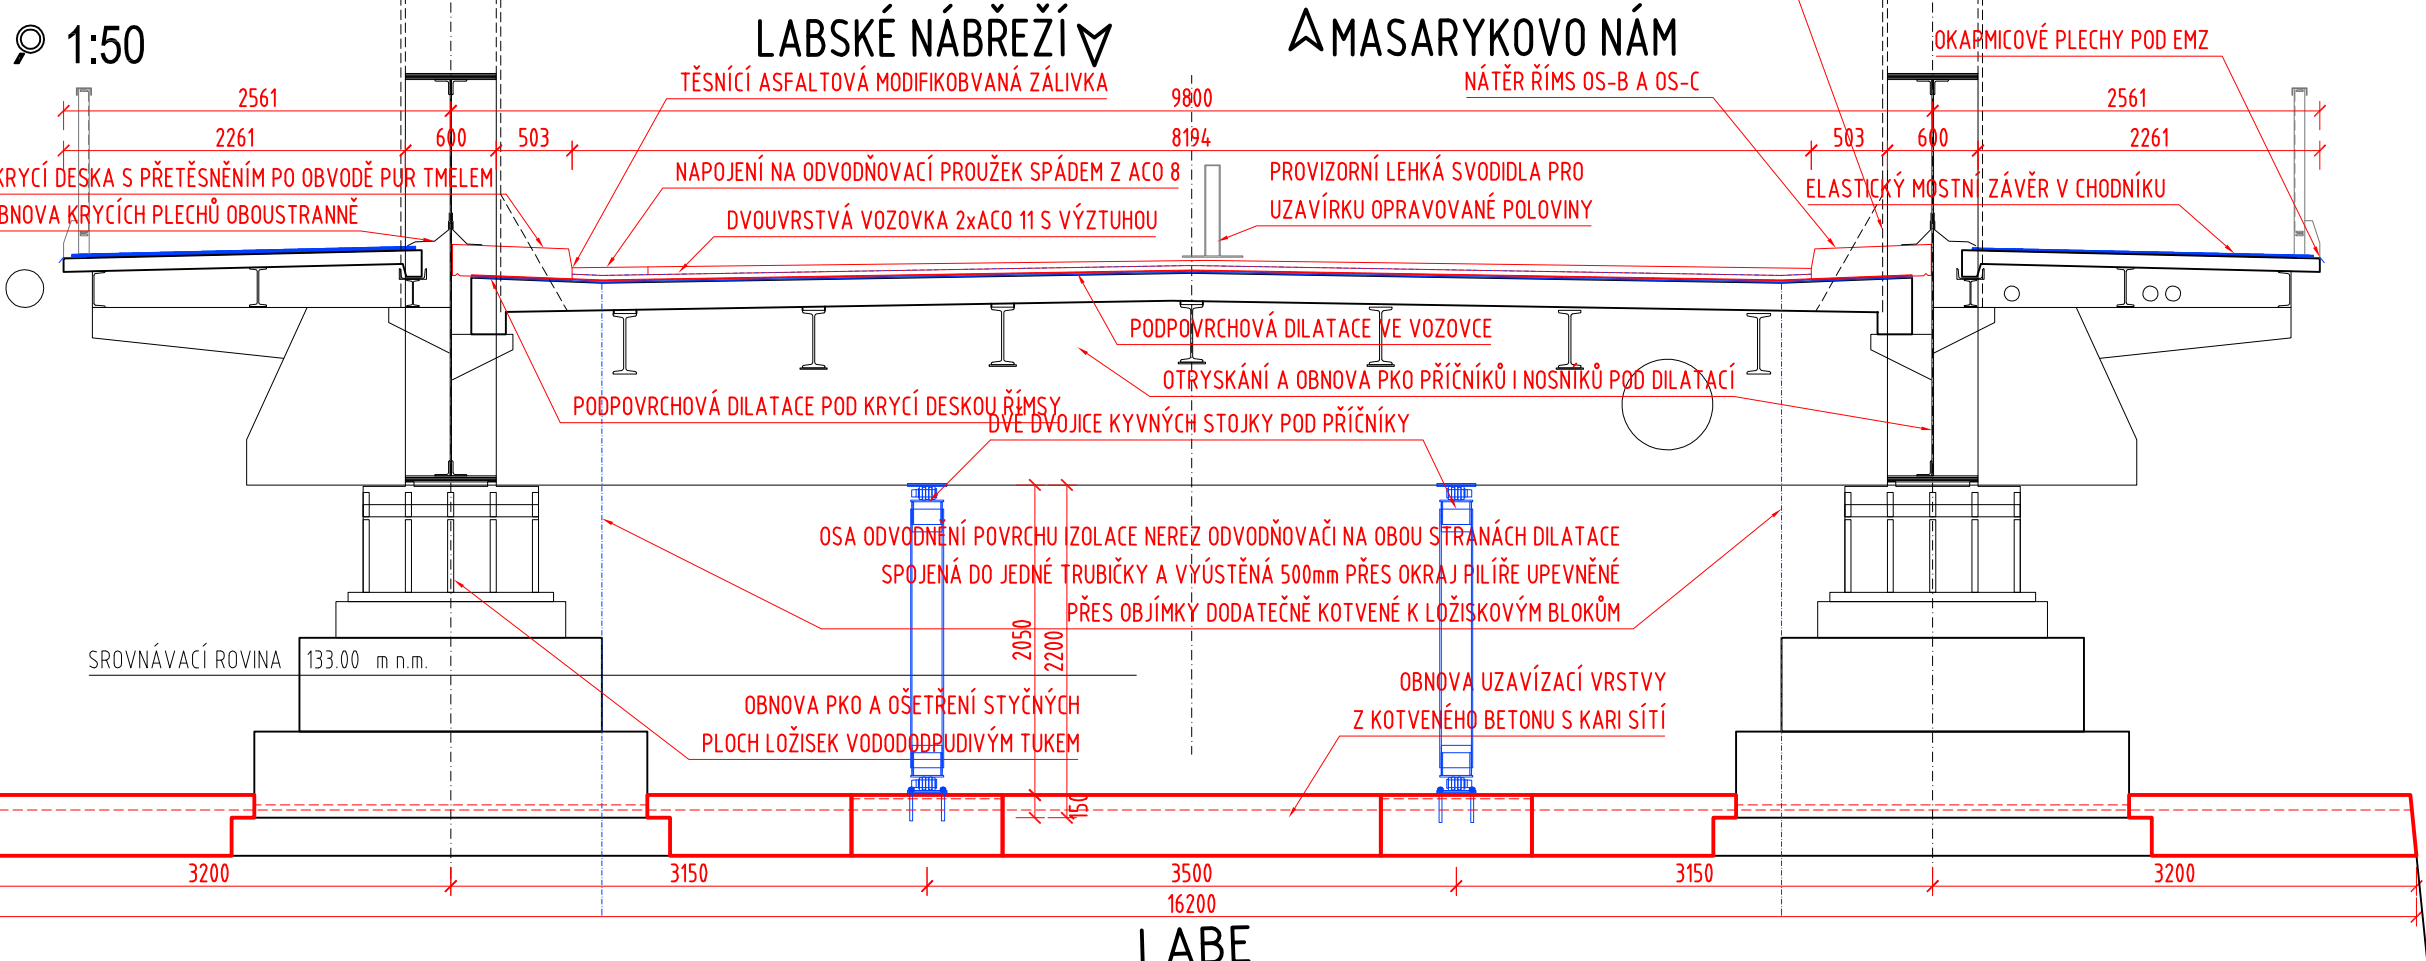 1:50
LABSKÉ NÁBŘEŽÍ
MASARYKOVO NÁM
OKAPMICOVÉ PLECHY POD EMZ
TĚSNÍCÍ ASFALTOVÁ MODIFIKOBVANÁ ZÁLIVKA
NÁTĚR ŘÍMS OS-B A OS-C
2561
9800
2561
2261
600
503
8194
503
600
2261
KRYCÍ DESKA S PŘETĚSNĚNÍM PO OBVODĚ PUR TMELEM
NAPOJENÍ NA ODVODŇOVACÍ PROUŽEK SPÁDEM Z ACO 8
PROVIZORNÍ LEHKÁ SVODIDLA PRO
UZAVÍRKU OPRAVOVANÉ POLOVINY
ELASTICKÝ MOSTNÍ ZÁVĚR V CHODNÍKU
BNOVA KRYCÍCH PLECHŮ OBOUSTRANNĚ
DVOUVRSTVÁ VOZOVKA 2xACO 11 S VÝZTUHOU
PODPOVRCHOVÁ DILATACE VE VOZOVCE
OTRYSKÁNÍ A OBNOVA PKO PŘÍČNÍKŮ I NOSNÍKŮ POD DILATACÍ
PODPOVRCHOVÁ DILATACE POD KRYCÍ DESKOU ŘÍMSY
DVĚ DVOJICE KYVNÝCH STOJKY POD PŘÍČNÍKY
OSA ODVODNĚNÍ POVRCHU IZOLACE NEREZ ODVODŇOVAČI NA OBOU STRANÁCH DILATACE
SPOJENÁ DO JEDNÉ TRUBIČKY A VYÚSTĚNÁ 500mm PŘES OKRAJ PILÍŘE UPEVNĚNÉ
PŘES OBJÍMKY DODATEČNĚ KOTVENÉ K LOŽISKOVÝM BLOKŮM
2050
2200
150
SROVNÁVACÍ ROVINA 133.00 m n.m.
OBNOVA PKO A OŠETŘENÍ STYČNÝCH
PLOCH LOŽISEK VODODODPUDIVÝM TUKEM
OBNOVA UZAVÍZACÍ VRSTVY
Z KOTVENÉHO BETONU S KARI SÍTÍ
3200
3150
3500
3150
3200
16200
LABE